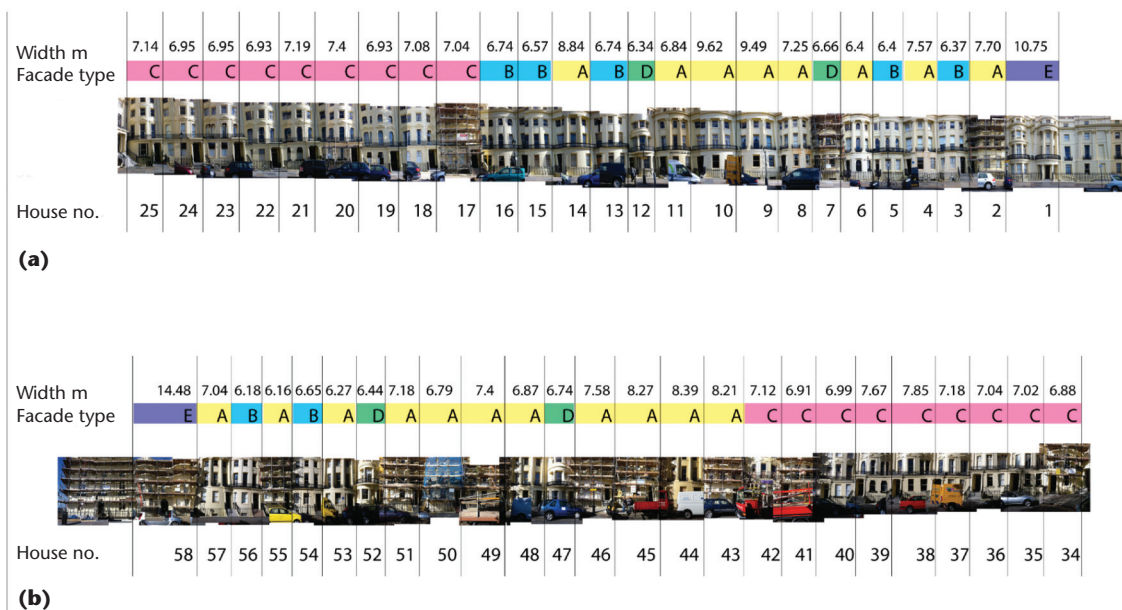 Width m 7.14 6.95 6.95 6.93 7.19 7.4 6.93 7.08 7.04 6.74 6.57 8.84 6.74 6.34 6.84 9.62 9.49 7.25 6.66 6.4 6.4 7.57 6.37 7.70 10.75
Facade type C C C C C C C C C B B A B D A A A A D A B A B A E
House no. 25 24 23 22 21 20 19 18 17 16 15 14 13 12 11 10 9 8 7 6 5 4 3 2 1
(a)
Width m 14.48 7.04 6.18 6.16 6.65 6.27 6.44 7.18 6.79 7.4 6.87 6.74 7.58 8.27 8.39 8.21 7.12 6.91 6.99 7.67 7.85 7.18 7.04 7.02 6.88
Facade type E A B A B A D A A A A D A A A A C C C C C C C C C
House no. 58 57 56 55 54 53 52 51 50 49 48 47 46 45 44 43 42 41 40 39 38 37 36 35 34
(b)